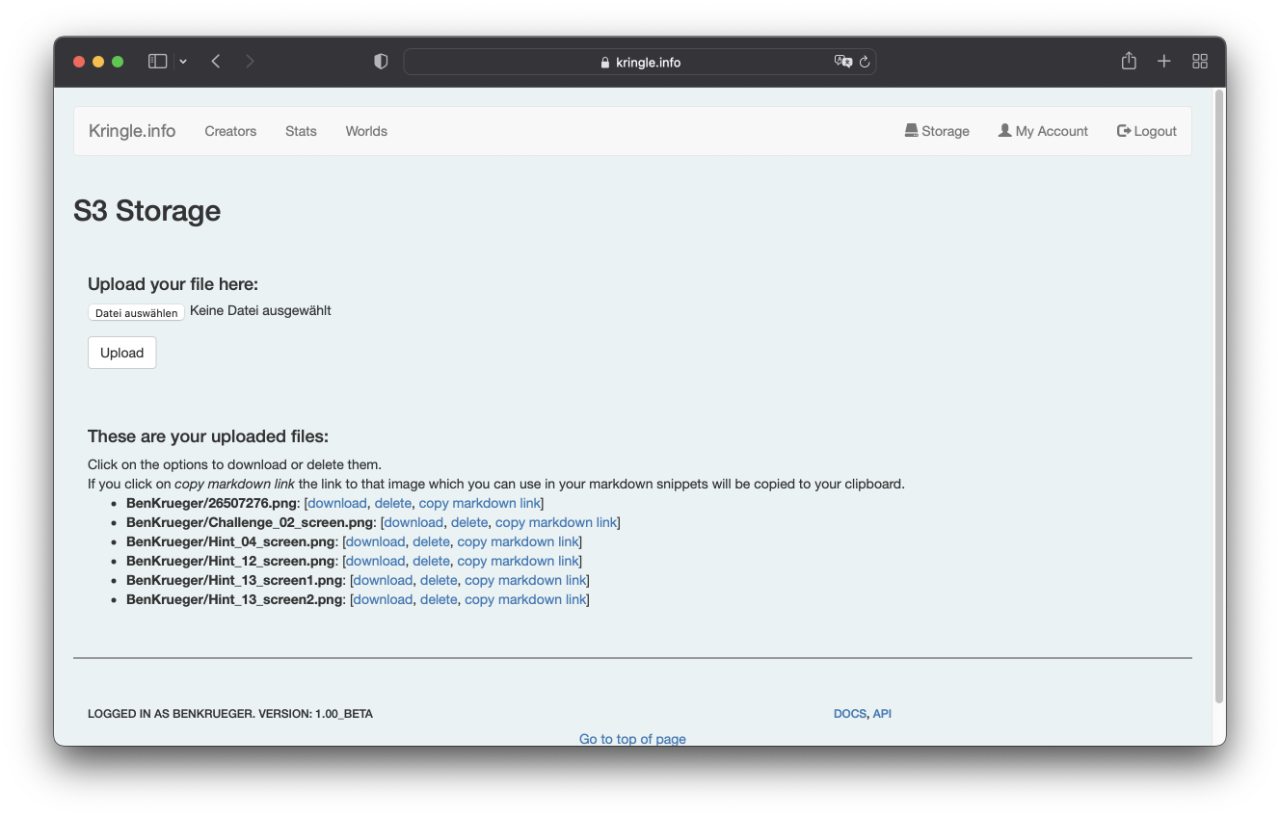 kringle.info
Kringle.info Creators Stats Worlds Storage My Account Logout
S3 Storage
Upload your file here:
Datei auswählen Keine Datei ausgewählt
Upload
These are your uploaded files:
Click on the options to download or delete them.
If you click on copy markdown link the link to that image which you can use in your markdown snippets will be copied to your clipboard.
• BenKrueger/26507276.png: [download, delete, copy markdown link]
• BenKrueger/Challenge_02_screen.png: [download, delete, copy markdown link]
• BenKrueger/Hint_04_screen.png: [download, delete, copy markdown link]
• BenKrueger/Hint_12_screen.png: [download, delete, copy markdown link]
• BenKrueger/Hint_13_screen1.png: [download, delete, copy markdown link]
• BenKrueger/Hint_13_screen2.png: [download, delete, copy markdown link]
LOGGED IN AS BENKRUEGER. VERSION: 1.00_BETA DOCS, API
Go to top of page